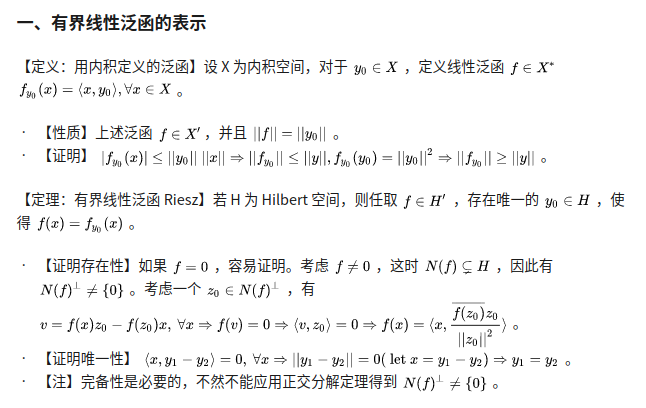 一、有界线性泛函的表示
【定义：用内积定义的泛函】设 X 为内积空间，对于 $y_0 \in X$ ，定义线性泛函 $f \in X^*$
$f_{y_0}(x) = \langle x, y_0 \rangle, \forall x \in X$ 。
· 【性质】上述泛函 $f \in X'$ ，并且 $||f|| = ||y_0||$ 。
· 【证明】 $|f_{y_0}(x)| \leq ||y_0||\ ||x|| \Rightarrow ||f_{y_0}|| \leq ||y||, f_{y_0}(y_0) = ||y_0||^2 \Rightarrow ||f_{y_0}|| \geq ||y||$ 。
【定理：有界线性泛函 Riesz】若 H 为 Hilbert 空间，则任取 $f \in H'$ ，存在唯一的 $y_0 \in H$ ，使
得 $f(x) = f_{y_0}(x)$ 。
· 【证明存在性】如果 $f = 0$ ，容易证明。考虑 $f \neq 0$ ，这时 $N(f) \subsetneq H$ ，因此有
$N(f)^\perp \neq \{0\}$ 。考虑一个 $z_0 \in N(f)^\perp$ ，有
$v = f(x)z_0 - f(z_0)x, \forall x \Rightarrow f(v) = 0 \Rightarrow \langle v, z_0 \rangle = 0 \Rightarrow f(x) = \langle x, \frac{\overline{f(z_0)}z_0}{||z_0||^2} \rangle$ 。
· 【证明唯一性】 $\langle x, y_1 - y_2 \rangle = 0, \forall x \Rightarrow ||y_1 - y_2|| = 0(\text{ let } x = y_1 - y_2) \Rightarrow y_1 = y_2$ 。
· 【注】完备性是必要的，不然不能应用正交分解定理得到 $N(f)^\perp \neq \{0\}$ 。